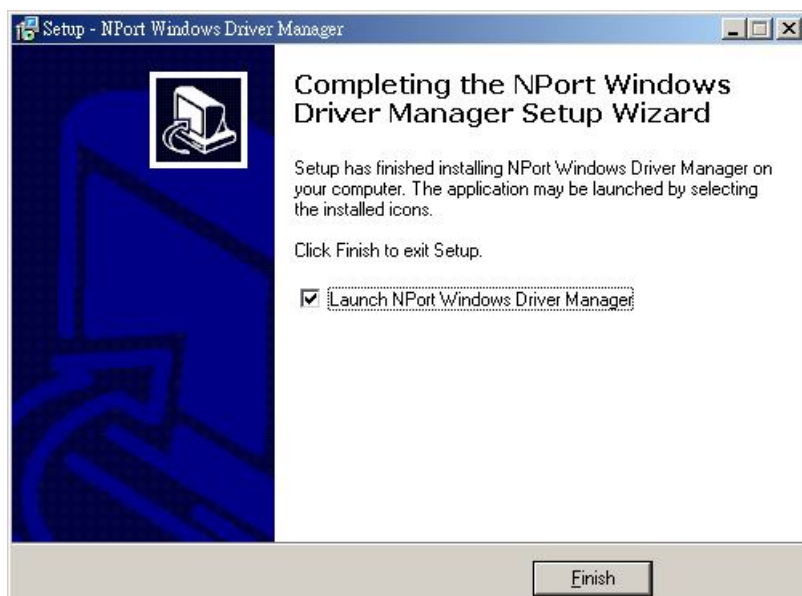 Setup - NPort Windows Driver Manager
Completing the NPort Windows
Driver Manager Setup Wizard
Setup has finished installing NPort Windows Driver Manager on
your computer. The application may be launched by selecting
the installed icons.
Click Finish to exit Setup.
Launch NPort Windows Driver Manager
Finish